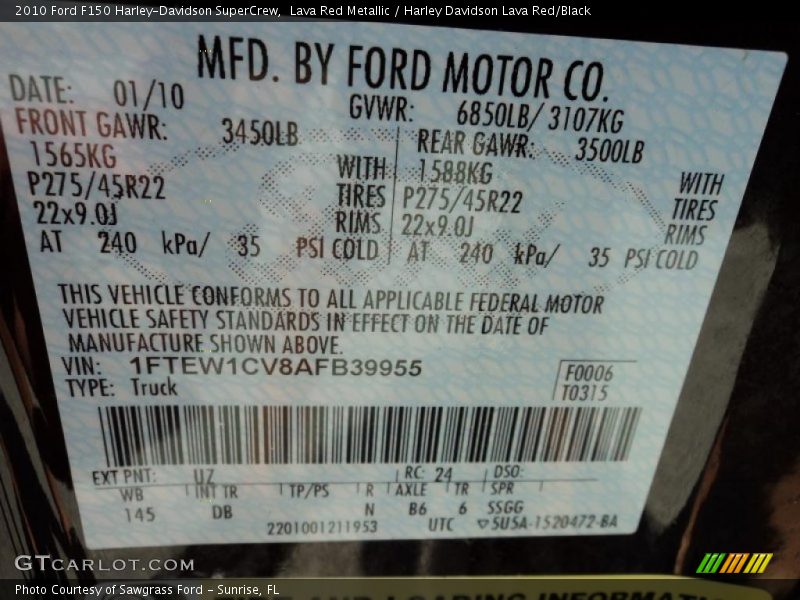 2010 Ford F150 Harley-Davidson SuperCrew,  Lava Red Metallic / Harley Davidson Lava Red/Black
MFD. BY FORD MOTOR CO.
DATE: 01/10 GVWR: 6850LB/ 3107KG
FRONT GAWR: 3450LB REAR GAWR: 3500LB
1565KG WITH 1588KG WITH
P275/45R22 TIRES P275/45R22 TIRES
22x9.0J RIMS 22x9.0J RIMS
AT 240 kPa/ 35 PSI COLD AT 240 kPa/ 35 PSI COLD
THIS VEHICLE CONFORMS TO ALL APPLICABLE FEDERAL MOTOR
VEHICLE SAFETY STANDARDS IN EFFECT ON THE DATE OF
MANUFACTURE SHOWN ABOVE.
VIN: 1FTEW1CV8AFB39955 F0006
TYPE: Truck T0315
EXT PNT: UZ RC: 24 DSO:
WB INT TR TP/PS R AXLE TR SPR
145 DB N B6 6 SSGG
2201001211953 UTC ▽5U5A-1520472-BA
GTCARLOT.COM
Photo Courtesy of Sawgrass Ford - Sunrise, FL